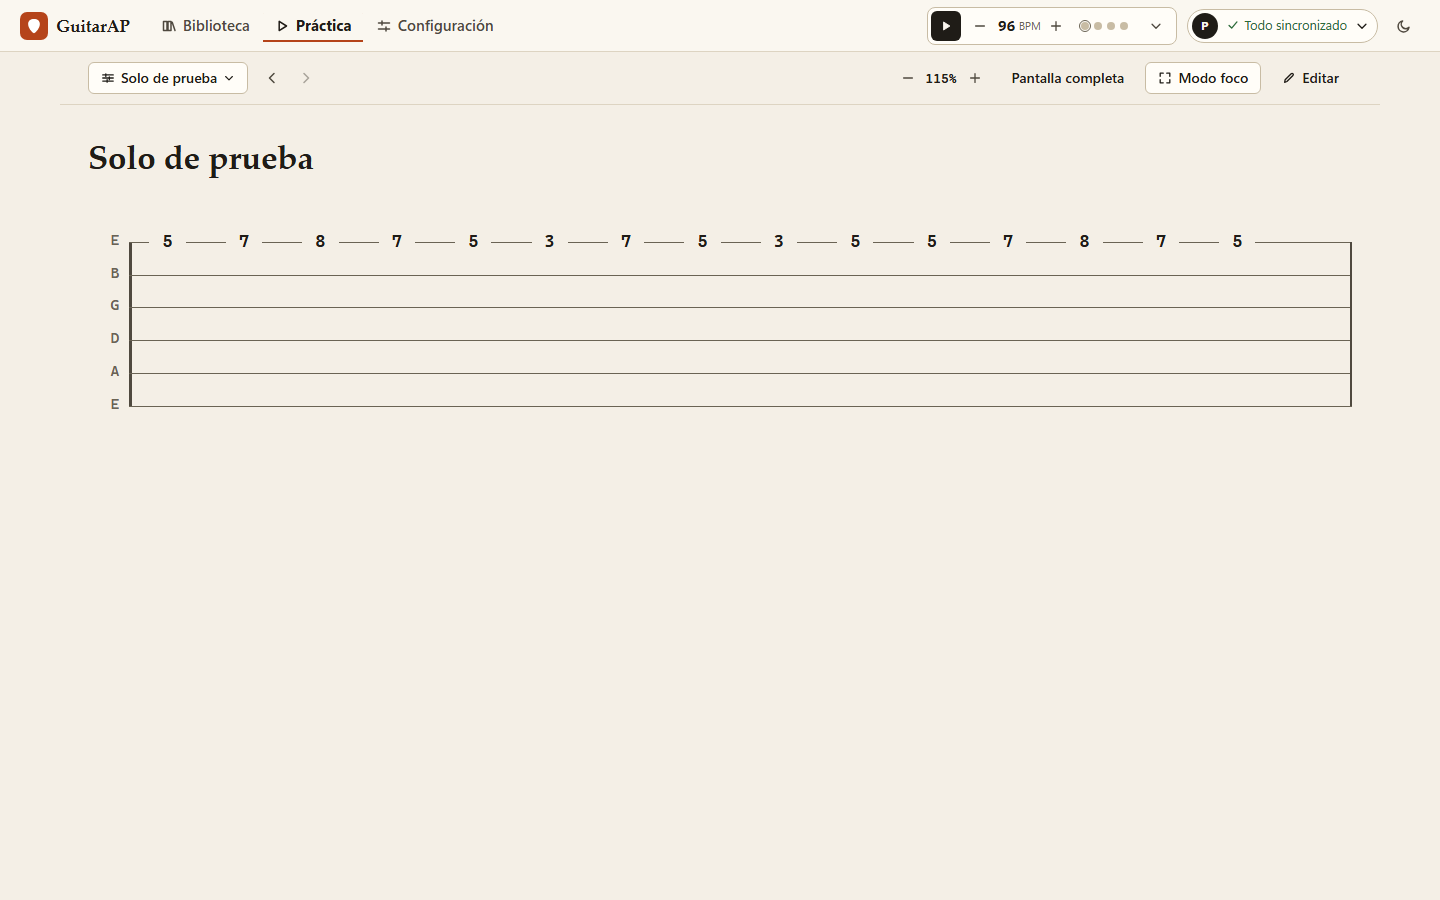 GuitarAP Biblioteca Práctica Configuración 96 BPM P Todo sincronizado
Solo de prueba 115% Pantalla completa Modo foco Editar
Solo de prueba
E 5 7 8 7 5 3 7 5 3 5 5 7 8 7 5
B
G
D
A
E